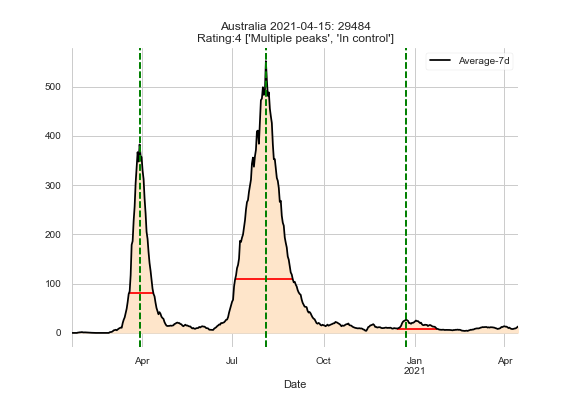 Australia 2021-04-15: 29484
Rating:4 ['Multiple peaks', 'In control']
Average-7d
500
400
300
200
100
0
Apr
Jul
Oct
Jan
2021
Apr
Date